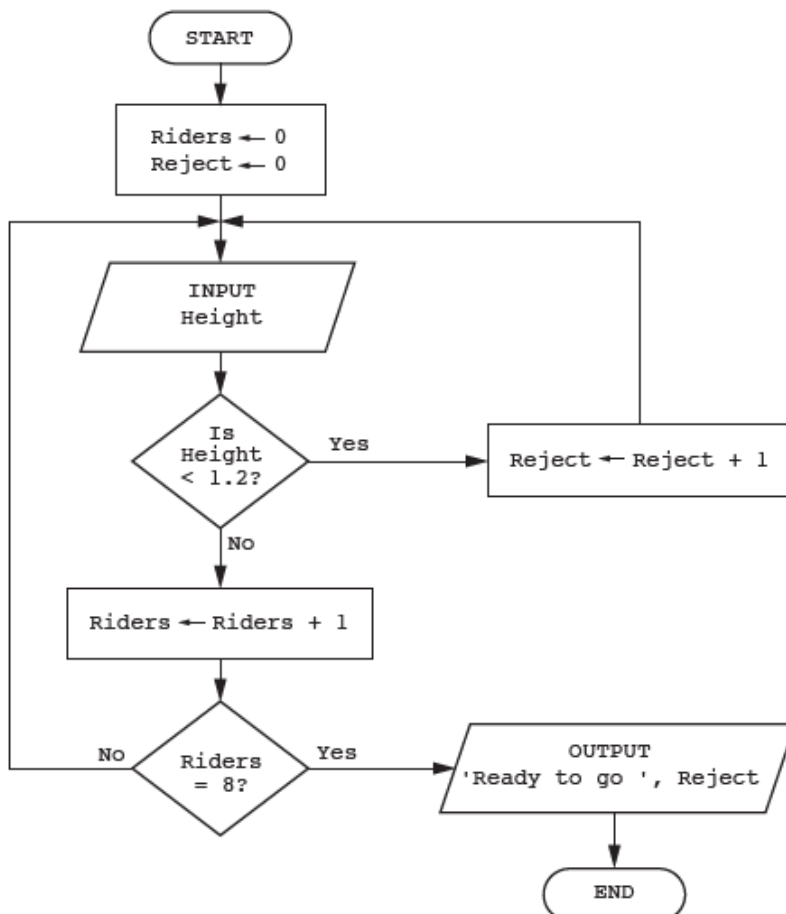 START
Riders ← 0
Reject ← 0
INPUT
Height
Is
Height
< 1.2?
Yes
Reject ← Reject + 1
No
Riders ← Riders + 1
Riders
= 8?
No
Yes
OUTPUT
'Ready to go ', Reject
END